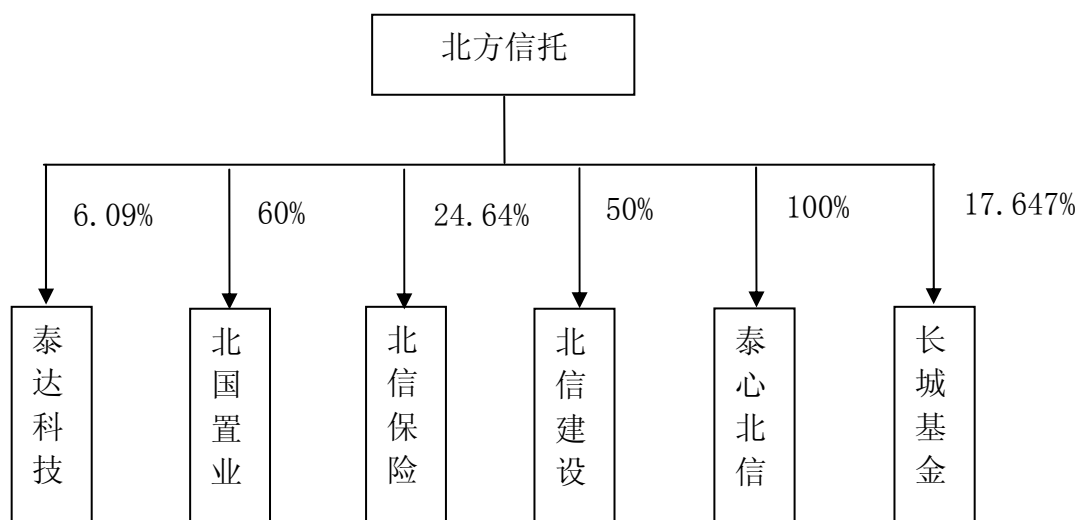 北方信托
6.09%
60%
24.64%
50%
100%
17.647%
泰达科技
北国置业
北信保险
北信建设
泰心北信
长城基金